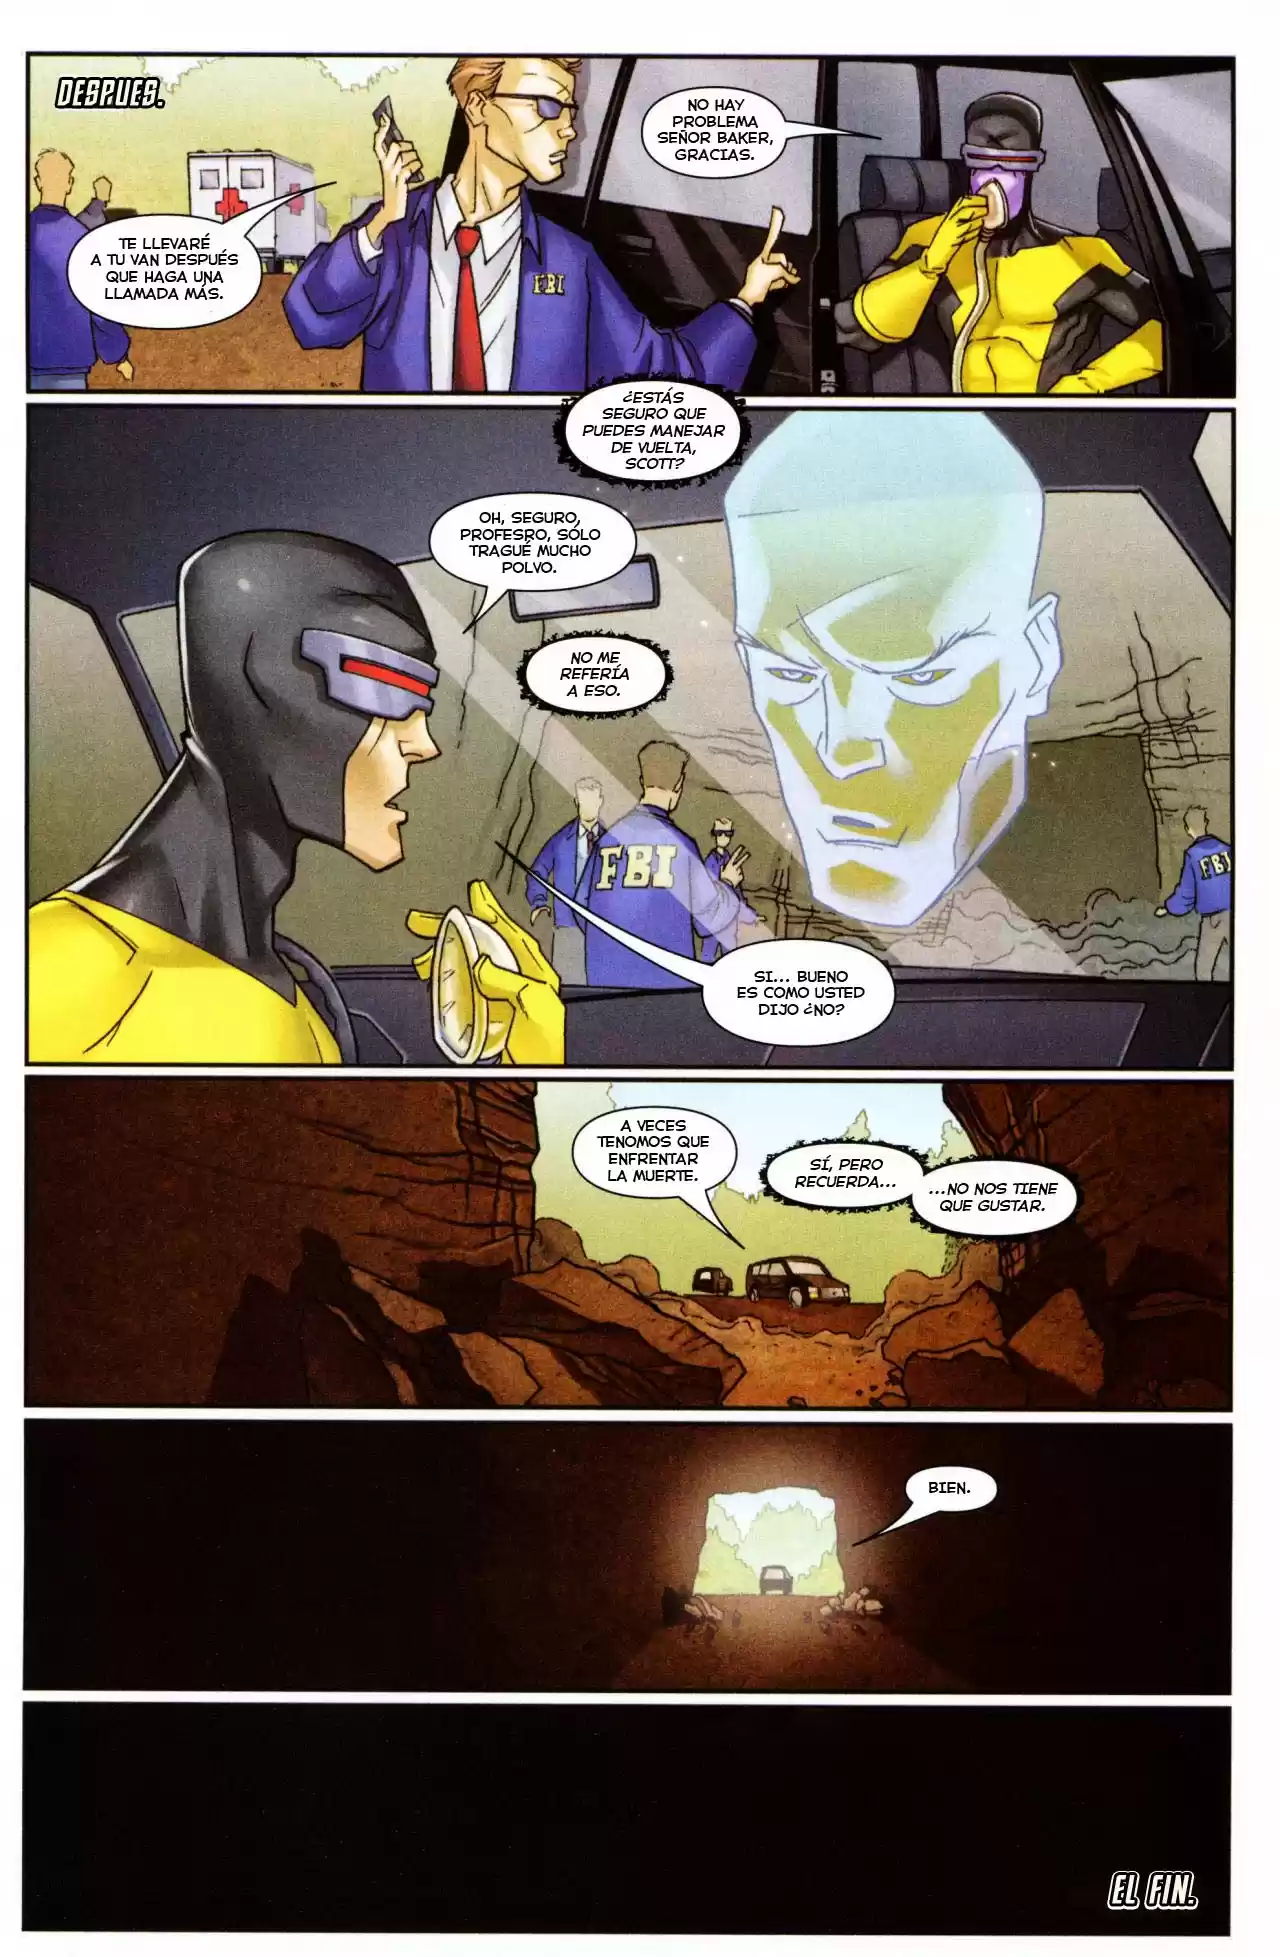 DESPUES.
TE LLEVARÉ
A TU VAN DESPUÉS
QUE HAGA UNA
LLAMADA MÁS.
FBI
NO HAY
PROBLEMA
SEÑOR BAKER,
GRACIAS.
¿ESTÁS
SEGURO QUE
PUEDES MANEJAR
DE VUELTA,
SCOTT?
OH, SEGURO,
PROFESRO, SÓLO
TRAGUÉ MUCHO
POLVO.
NO ME
REFERÍA
A ESO.
FBI
FBI
SI... BUENO
ES COMO USTED
DIJO ¿NO?
A VECES
TENOMOS QUE
ENFRENTAR
LA MUERTE.
SÍ, PERO
RECUERDA...
...NO NOS TIENE
QUE GUSTAR.
BIEN.
EL FIN.